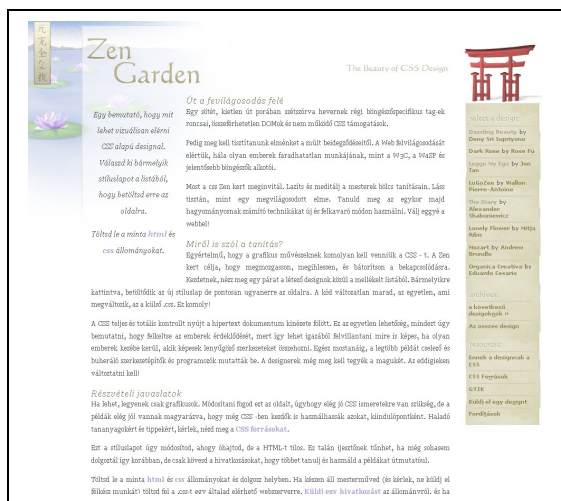 Zen
Garden
The Beauty of CSS Design
Egy bemutató, hogy mit
lehet vizuálisan elérni
CSS alapú designal.
Válaszd ki bármelyik
stíluslapot a listából,
hogy betöltsd erre az
oldalra.
Töltsd le a minta html és
css állományokat.
Út a fevilágosodás felé
Egy sötét, kietlen út porában szétszórva hevernek régi böngészőspecifikus tag-ek
roncsai, összeférhetetlen DOMok és nem működő CSS támogatások.
Pedig meg kell tisztítanunk elménket a múlt beidegződéseitől. A Web felvilágosodását
elértük, hála olyan emberek faradhatatlan munkájának, mint a W3C, a WaSP és
jelentősebb böngészők alkotói.
Most a css Zen kert megnyitál. Lazíts és meditálj a mesterek bölcs tanításain. Láss
tisztán, mint egy megvilágosodott elme. Tanuld meg az egykor majd
hagyományosnak számító technikákat új és felkavaró módon használni. Válj eggyé a
webbel!
Miről is szól a tanítás?
Egyértelmű, hogy a grafikus művészeknek komolyan kell venniük a CSS - t. A Zen
kert célja, hogy megmozgasson, megihlessen, és bátorítson a bekapcsolódásra.
Kezdetnek, nézz meg egy párat a létező designok közül a mellékelt listából. Bármelyikre
kattintva, betöltődik az új stíluslap de pontosan ugyanerre az oldalra. A kód változatlan marad, az egyetlen, ami
megváltozik, az a külső .css. Ez komoly!
A CSS teljes és totális kontrollt nyújt a hipertext dokumentum kinézete fölött. Ez az egyetlen lehetőség, mindezt úgy
bemutatni, hogy felkeltse az emberek érdeklődését, mert így lehet igazából felvillantani mire is képes, ha olyan
emberek kezébe kerül, akik képesek lenyűgöző szerkezeteket összehozni. Egész mostanáig, a legtöbb példát cselező és
buheráló szerkezetépítők és programozók mutatták be. A designerek még meg kell tegyék a magukét. Az eddigieken
változtatni kell!
Részvételi javaslatok
Ha lehet, legyenek csak grafikusok. Módosítani fogod ezt az oldalt, úgyhogy elég jó CSS ismeretekre van szükség, de a
példák elég jól vannak magyarázva, hogy még CSS -ben kezdők is használhassák azokat, kiindulópontként. Haladó
tananyagokért és tippekért, kérlek, nézd meg a CSS forrásokat.
Ezt a stíluslapot úgy módosítod, ahogy óhajtod, de a HTML-t tilos. Ez talán ijesztőnek tűnhet, ha még sohasem
dolgoztál így korábban, de csak kövesd a hivatkozásokat, hogy többet tanulj és használd a példákat útmutatóul.
Töltsd le a minta html és css állományokat és dolgozz helyben. Ha készen áll mesterműved (és kérlek, ne küldj el
félkész munkát) töltsd fel a .css-t egy általad elérhető webszerverre. Küldj egy hivatkozást az állományról, és ha
select a design:
Dazzling Beauty by
Deny Sri Supriyono
Dark Rose by Rose Fu
Leggo My Ego by Jon
Tan
LuGoZee by Viallon
Pierre-Antoine
The Diary by
Alexander
Shabuniewicz
Lonely Flower by Mitja
Ribic
Mozart by Andrew
Brundle
Organica Creativa by
Eduardo Cesario
archives:
a következő
designok »
Az összes design
resources:
Ennek a designnak a
CSS
CSS Források
GYIK
Küldj el egy designt
Fordítások